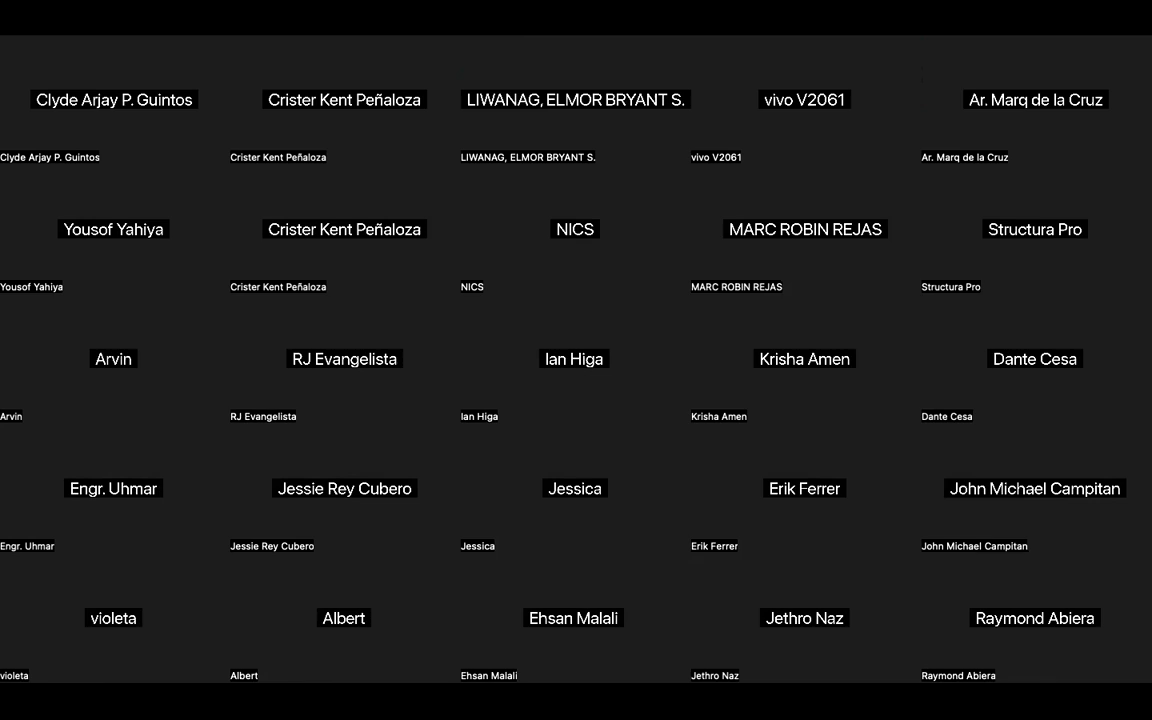 Clyde Arjay P. Guintos
Crister Kent Peñaloza
LIWANAG, ELMOR BRYANT S.
vivo V2061
Ar. Marq de la Cruz
Clyde Arjay P. Guintos
Crister Kent Peñaloza
LIWANAG, ELMOR BRYANT S.
vivo V2061
Ar. Marq de la Cruz
Yousof Yahiya
Crister Kent Peñaloza
NICS
MARC ROBIN REJAS
Structura Pro
Yousof Yahiya
Crister Kent Peñaloza
NICS
MARC ROBIN REJAS
Structura Pro
Arvin
RJ Evangelista
Ian Higa
Krisha Amen
Dante Cesa
Arvin
RJ Evangelista
Ian Higa
Krisha Amen
Dante Cesa
Engr. Uhmar
Jessie Rey Cubero
Jessica
Erik Ferrer
John Michael Campitan
Engr. Uhmar
Jessie Rey Cubero
Jessica
Erik Ferrer
John Michael Campitan
violeta
Albert
Ehsan Malali
Jethro Naz
Raymond Abiera
violeta
Albert
Ehsan Malali
Jethro Naz
Raymond Abiera